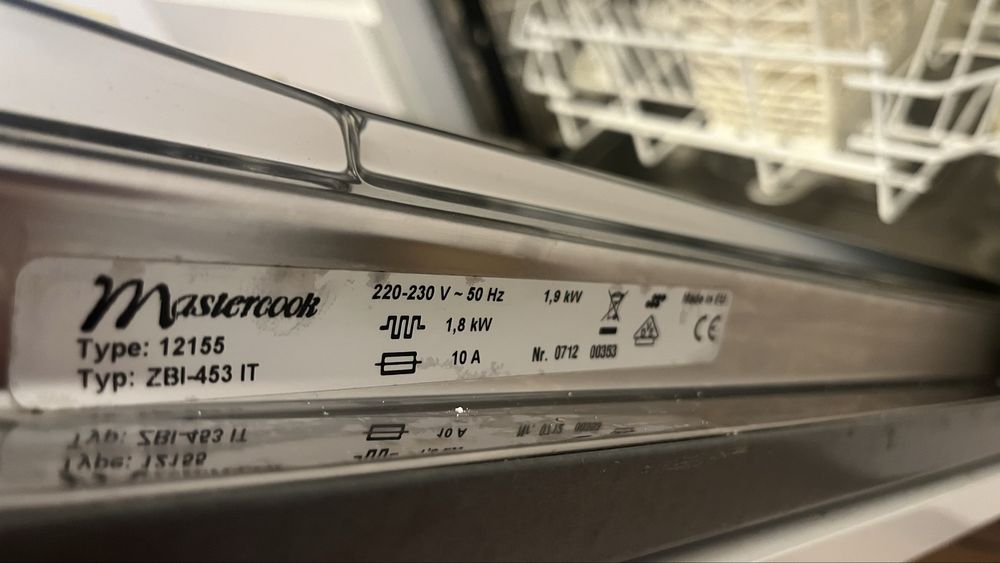 Mastercook
Type: 12155
Typ: ZBI-453 IT
220-230 V ~ 50 Hz
1,8 kW
10 A
1,9 kW
Nr. 0712 00353
Made in EU
CE